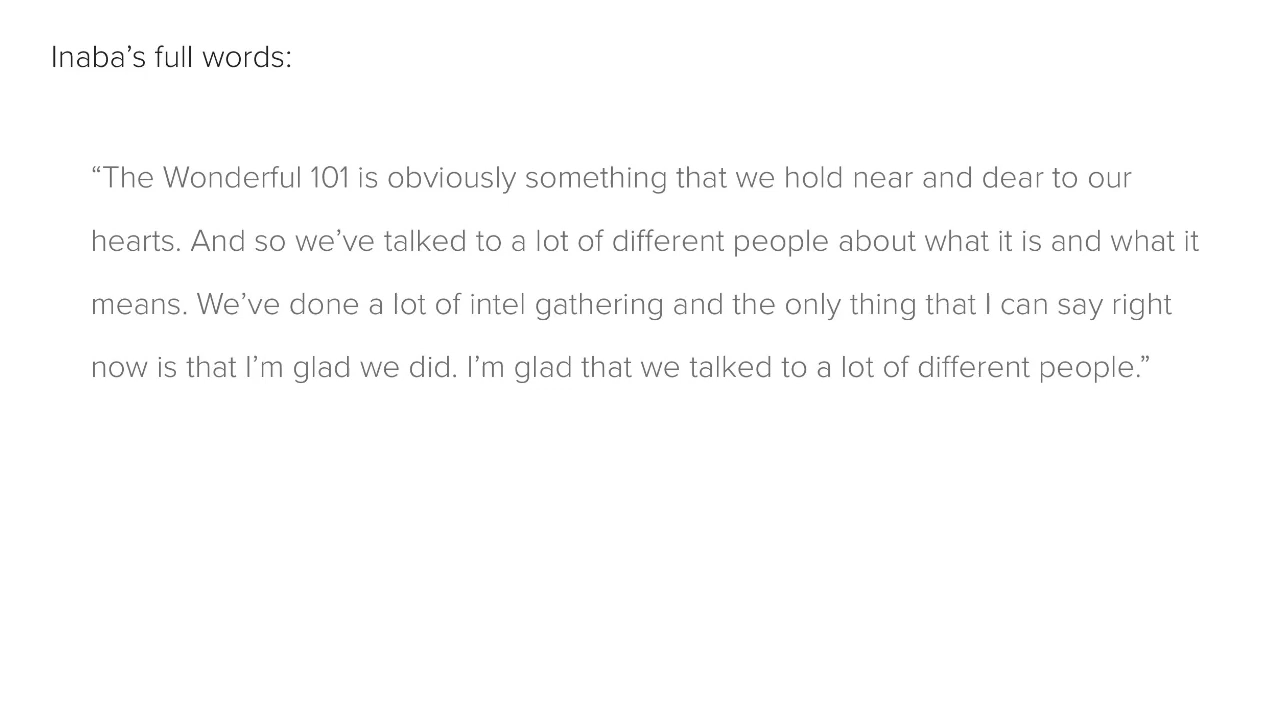 Inaba’s full words:
“The Wonderful 101 is obviously something that we hold near and dear to our
hearts. And so we’ve talked to a lot of different people about what it is and what it
means. We’ve done a lot of intel gathering and the only thing that I can say right
now is that I’m glad we did. I’m glad that we talked to a lot of different people.”